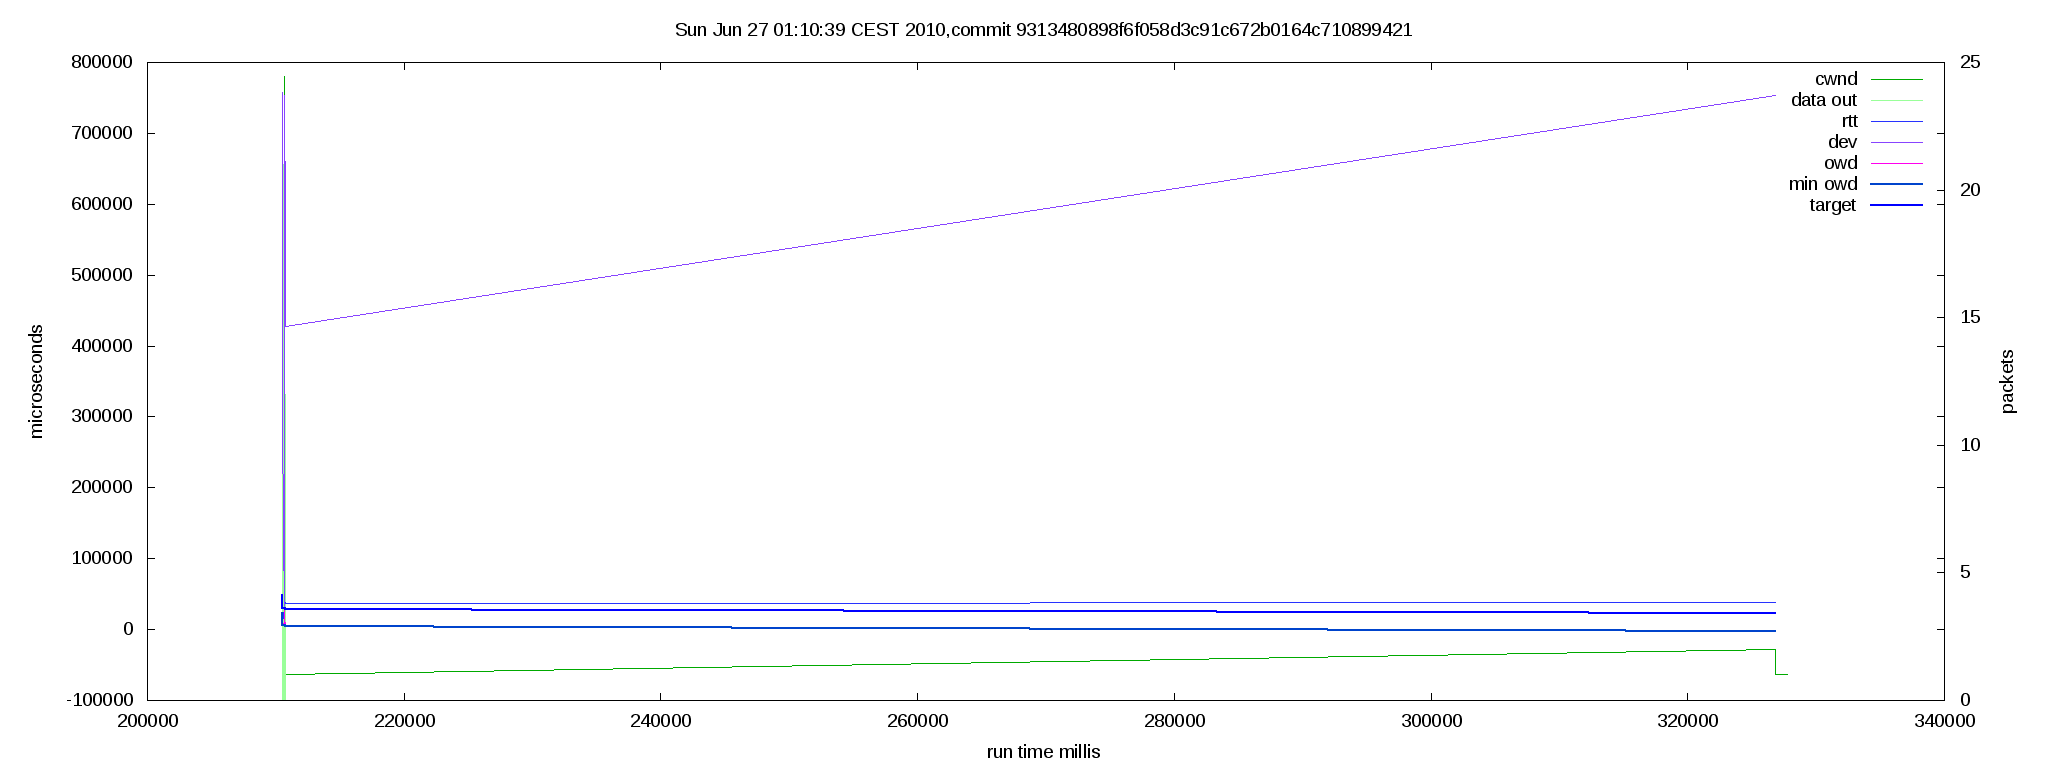 Sun Jun 27 01:10:39 CEST 2010,commit 9313480898f6f058d3c91c672b0164c710899421
800000
700000
600000
500000
400000
300000
200000
100000
0
-100000
microseconds
25
20
15
10
5
0
packets
cwnd
data out
rtt
dev
owd
min owd
target
200000
220000
240000
260000
280000
300000
320000
340000
run time millis